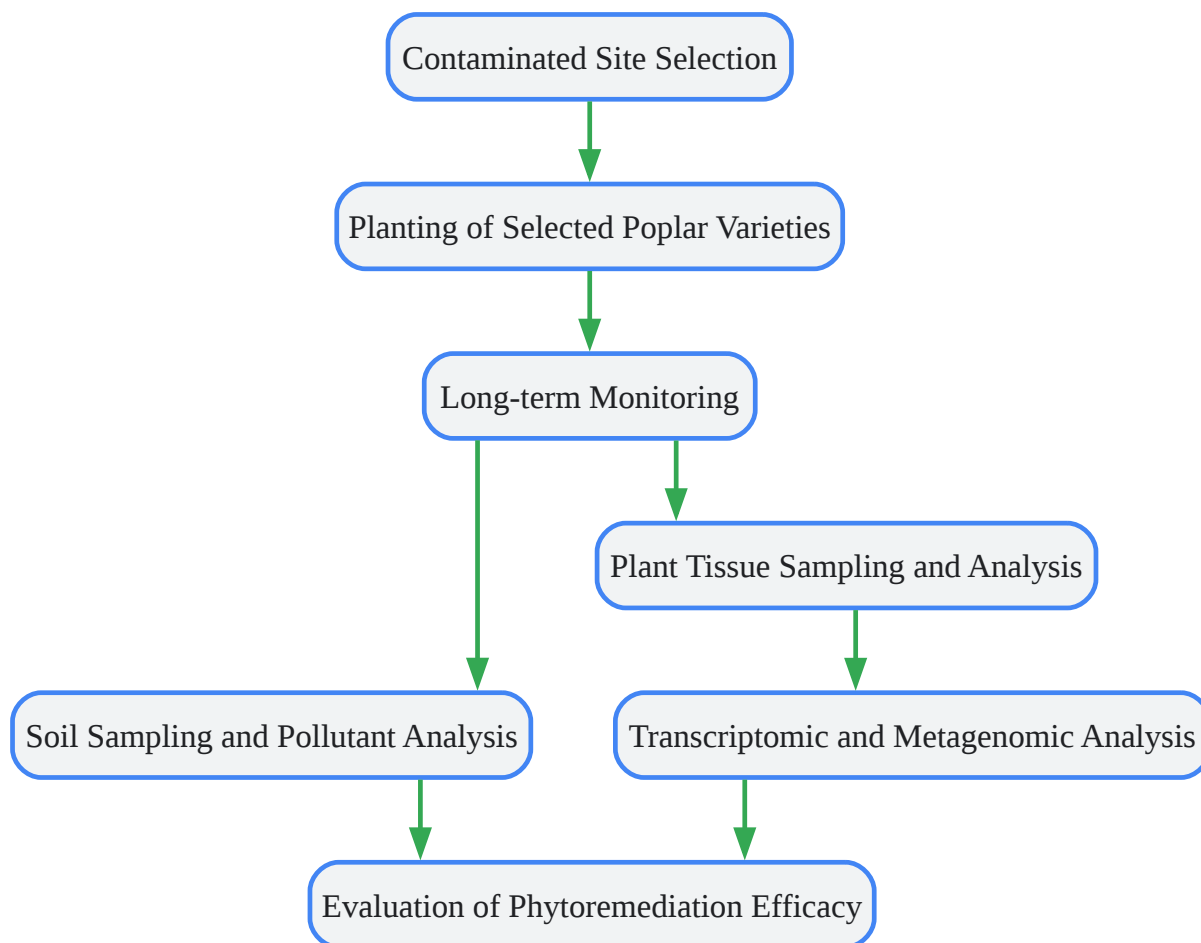 Contaminated Site Selection
Planting of Selected Poplar Varieties
Long-term Monitoring
Plant Tissue Sampling and Analysis
Soil Sampling and Pollutant Analysis
Transcriptomic and Metagenomic Analysis
Evaluation of Phytoremediation Efficacy